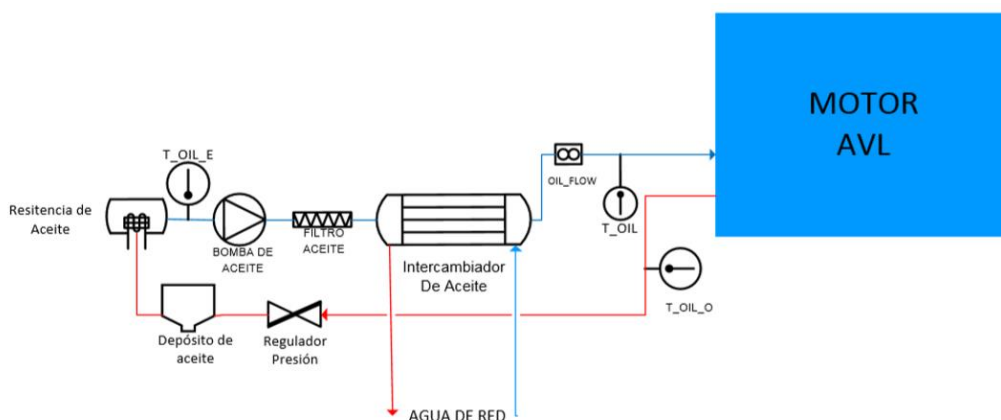 MOTOR
AVL
T_OIL_E
OIL_FLOW
Resitencia de
Aceite
T_OIL
FILTRO
ACEITE
BOMBA DE
ACEITE
Intercambiador
De Aceite
T_OIL_O
Depósito de
aceite
Regulador
Presión
AGUA DE RED